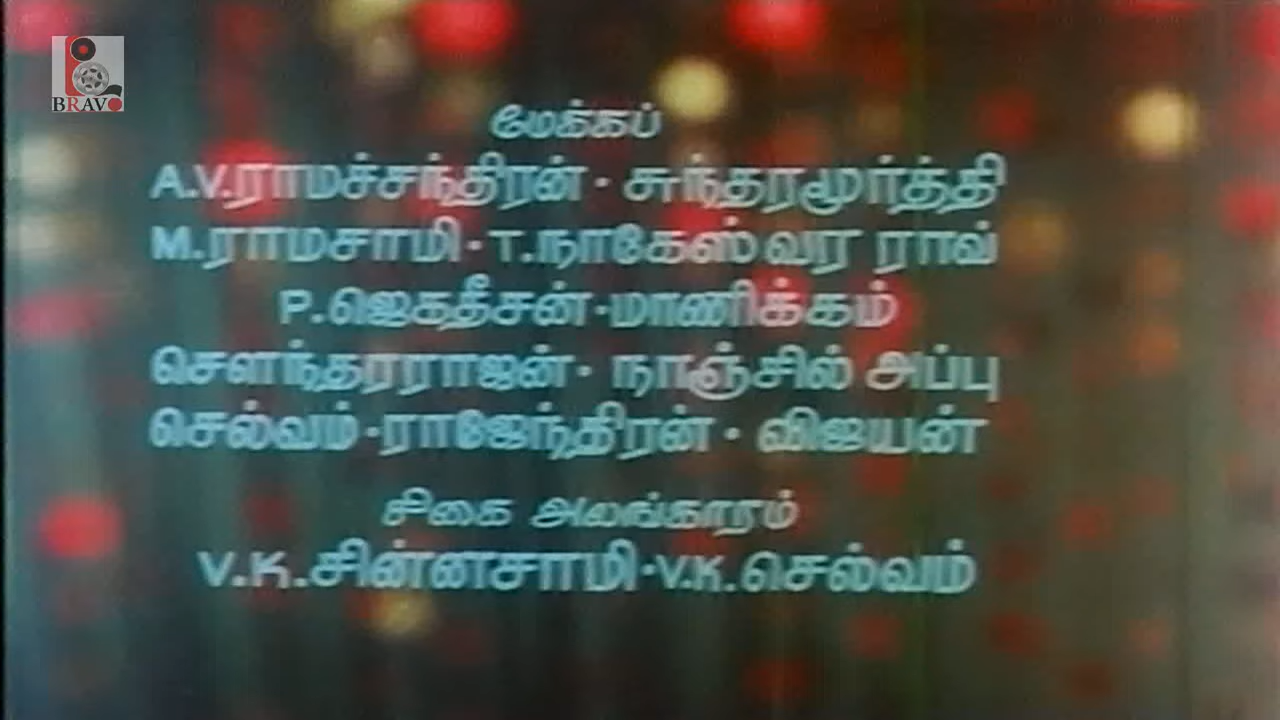 BRAVO
மேக்கப்
A.V.ராமச்சந்திரன் · சுந்தரமூர்த்தி
M.ராமசாமி · T.நாகேஸ்வர ராவ்
P.ஜெகதீசன் · மாணிக்கம்
சௌந்தரராஜன் · நாஞ்சில் அப்பு
செல்வம் · ராஜேந்திரன் · விஜயன்
சிகை அலங்காரம்
V.K.சின்னசாமி · V.K.செல்வம்